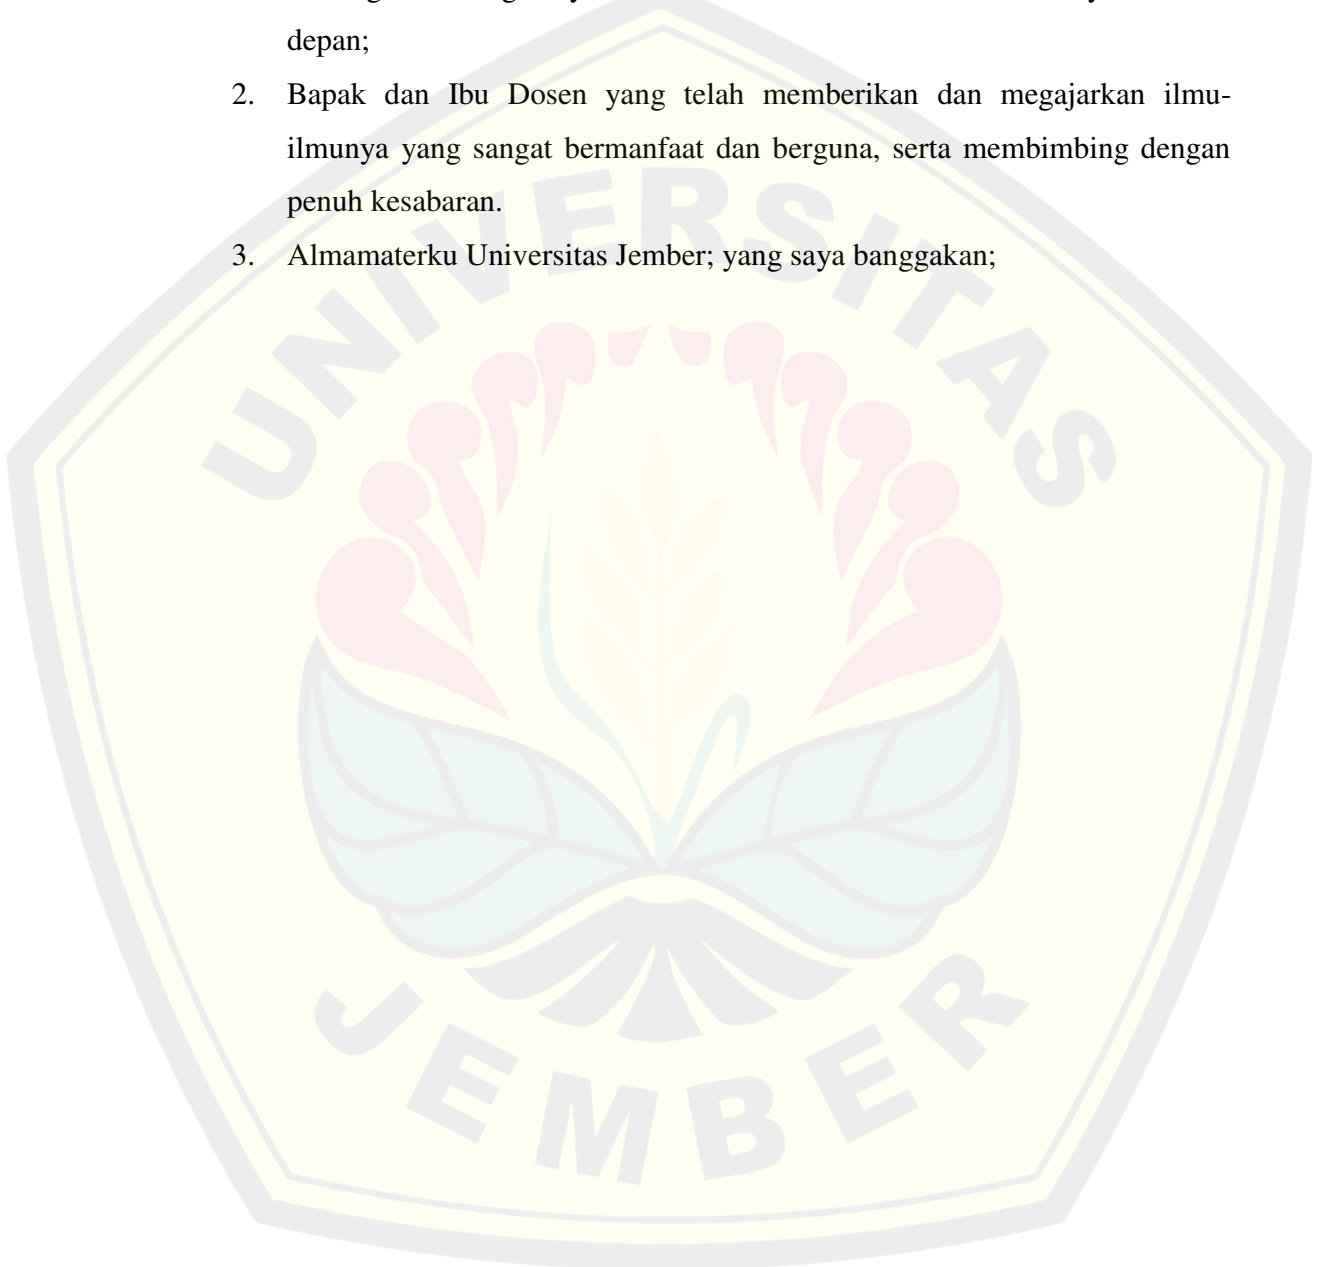 depan;
2. Bapak dan Ibu Dosen yang telah memberikan dan megajarkan ilmu-
ilmunya yang sangat bermanfaat dan berguna, serta membimbing dengan
penuh kesabaran.
3. Almamaterku Universitas Jember; yang saya banggakan;
UNIVERSITAS
JEMBER